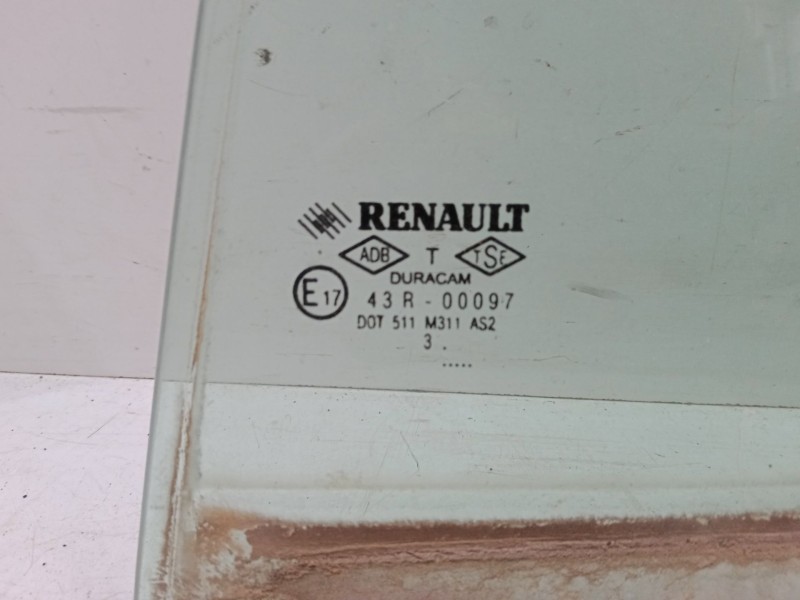 RENAULT
ADB T TSE
DURACAM
E17 43R-00097
DOT 511 M311 AS2
3 .
.....